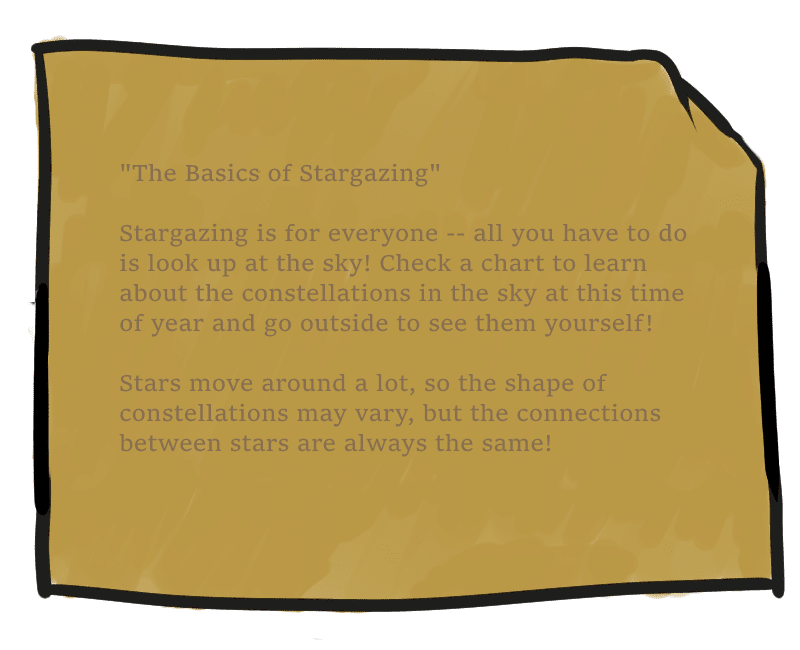 "The Basics of Stargazing"
Stargazing is for everyone -- all you have to do
is look up at the sky! Check a chart to learn
about the constellations in the sky at this time
of year and go outside to see them yourself!
Stars move around a lot, so the shape of
constellations may vary, but the connections
between stars are always the same!